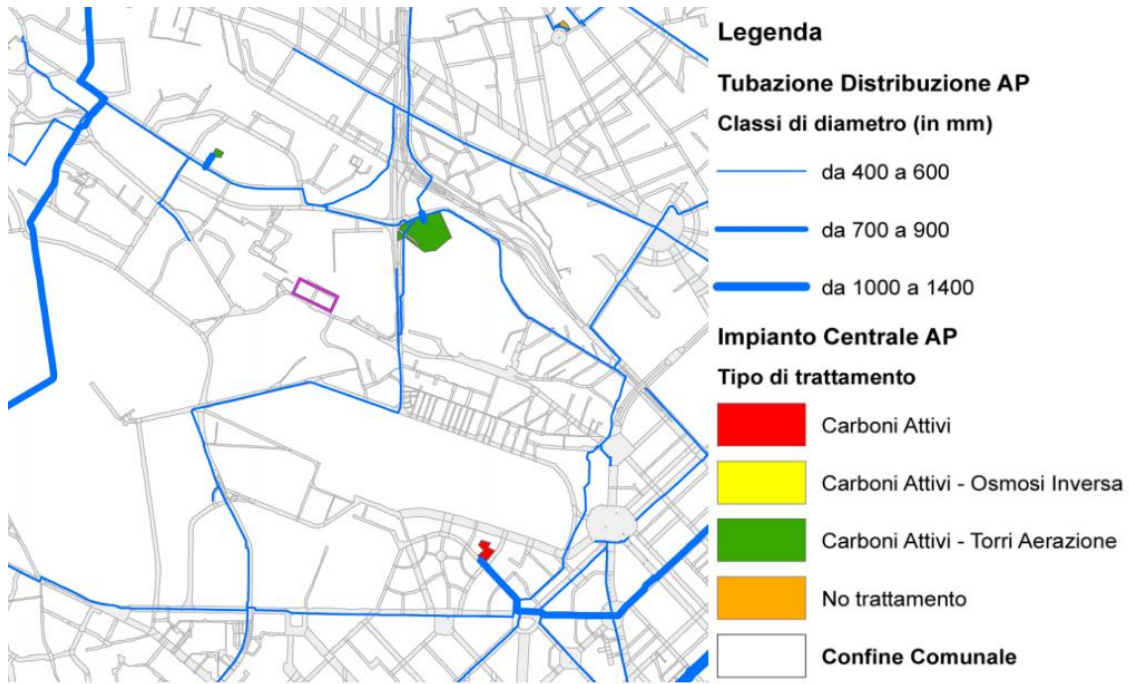 Legenda
Tubazione Distribuzione AP
Classi di diametro (in mm)
da 400 a 600
da 700 a 900
da 1000 a 1400
Impianto Centrale AP
Tipo di trattamento
Carboni Attivi
Carboni Attivi - Osmosi Inversa
Carboni Attivi - Torri Aerazione
No trattamento
Confine Comunale